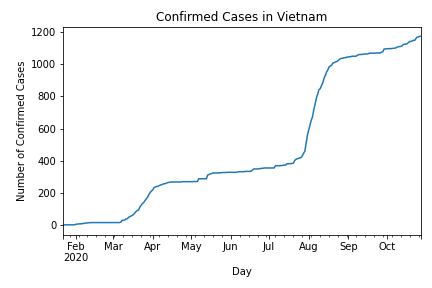 Confirmed Cases in Vietnam
1200
1000
800
600
400
200
0
Number of Confirmed Cases
Feb Mar Apr May Jun Jul Aug Sep Oct
2020
Day